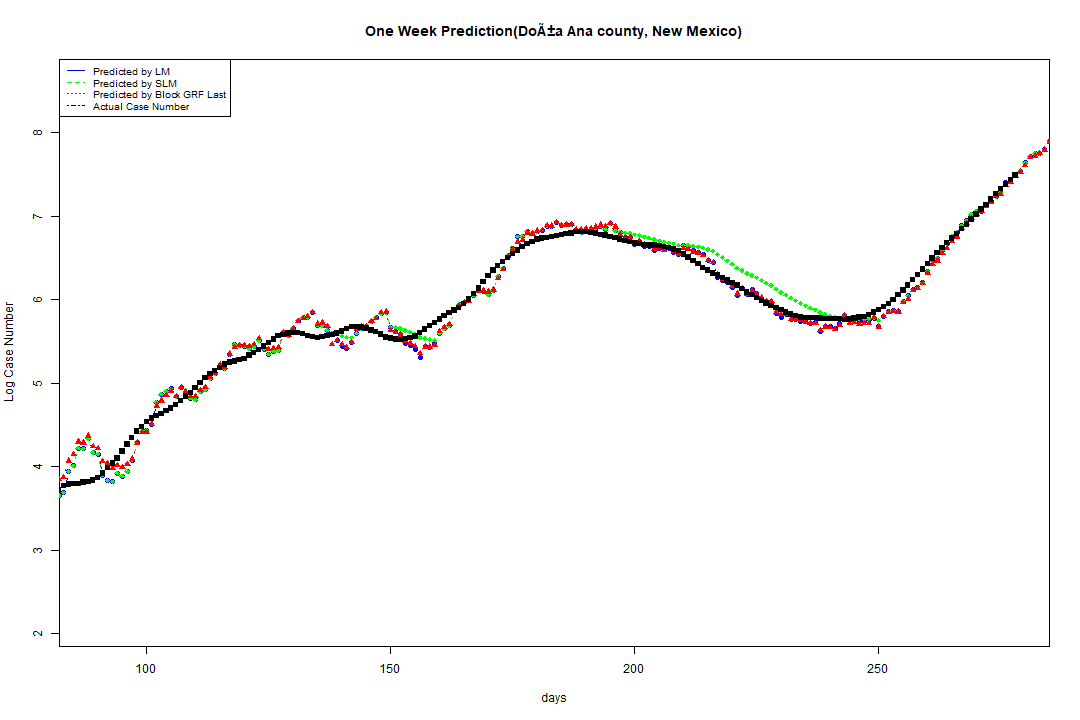 One Week Prediction(DoÃ±a Ana county, New Mexico)
Predicted by LM
Predicted by SLM
Predicted by Block GRF Last
Actual Case Number
8
7
6
5
4
3
2
Log Case Number
100 150 200 250
days